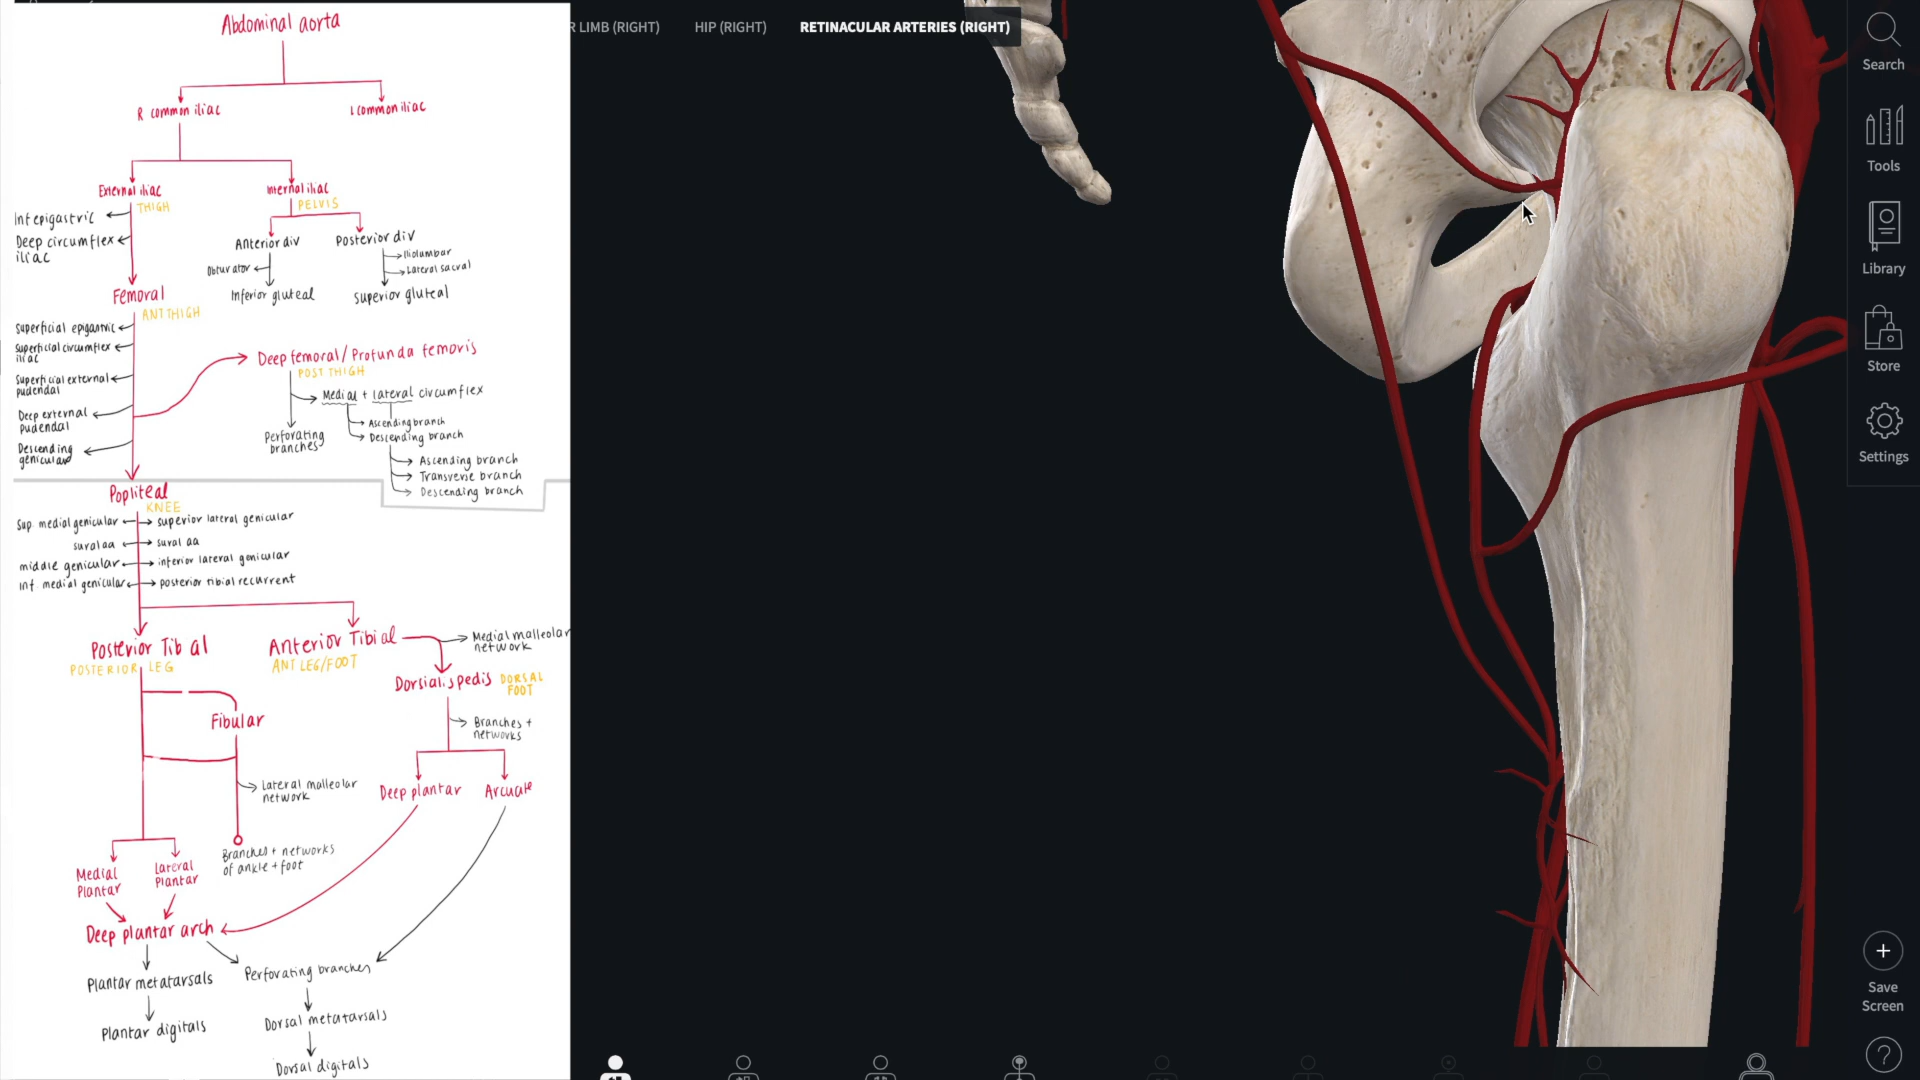 Abdominal aorta
R common iliac
L common iliac
External iliac
THIGH
Internal iliac
PELVIS
Inf epigastric
Deep circumflex
iliac
Anterior div
Posterior div
Iliolumbar
Lateral sacral
Obturator
Inferior gluteal
Superior gluteal
Femoral
ANT THIGH
Superficial epigastric
Superficial circumflex
iliac
Superficial external
pudendal
Deep external
pudendal
Descending
genicular
Deep femoral / Profunda femoris
POST THIGH
Medial + lateral circumflex
Ascending branch
Descending branch
Perforating
branches
Ascending branch
Transverse branch
Descending branch
Popliteal
KNEE
Sup. medial genicular
superior lateral genicular
sural aa
sural aa
middle genicular
inferior lateral genicular
Inf. medial genicular
posterior tibial recurrent
Posterior Tibial
POSTERIOR LEG
Anterior Tibial
ANT LEG/FOOT
Medial malleolar
network
Dorsialis pedis
DORSAL
FOOT
Fibular
Branches +
networks
Lateral malleolar
network
Deep plantar
Arcuate
Branches + networks
of ankle + foot
Medial
Plantar
Lateral
Plantar
Deep plantar arch
Plantar metatarsals
Perforating branches
Plantar digitals
Dorsal metatarsals
Dorsal digitals
R LIMB (RIGHT)
HIP (RIGHT)
RETINACULAR ARTERIES (RIGHT)
Search
Tools
Library
Store
Settings
Save
Screen